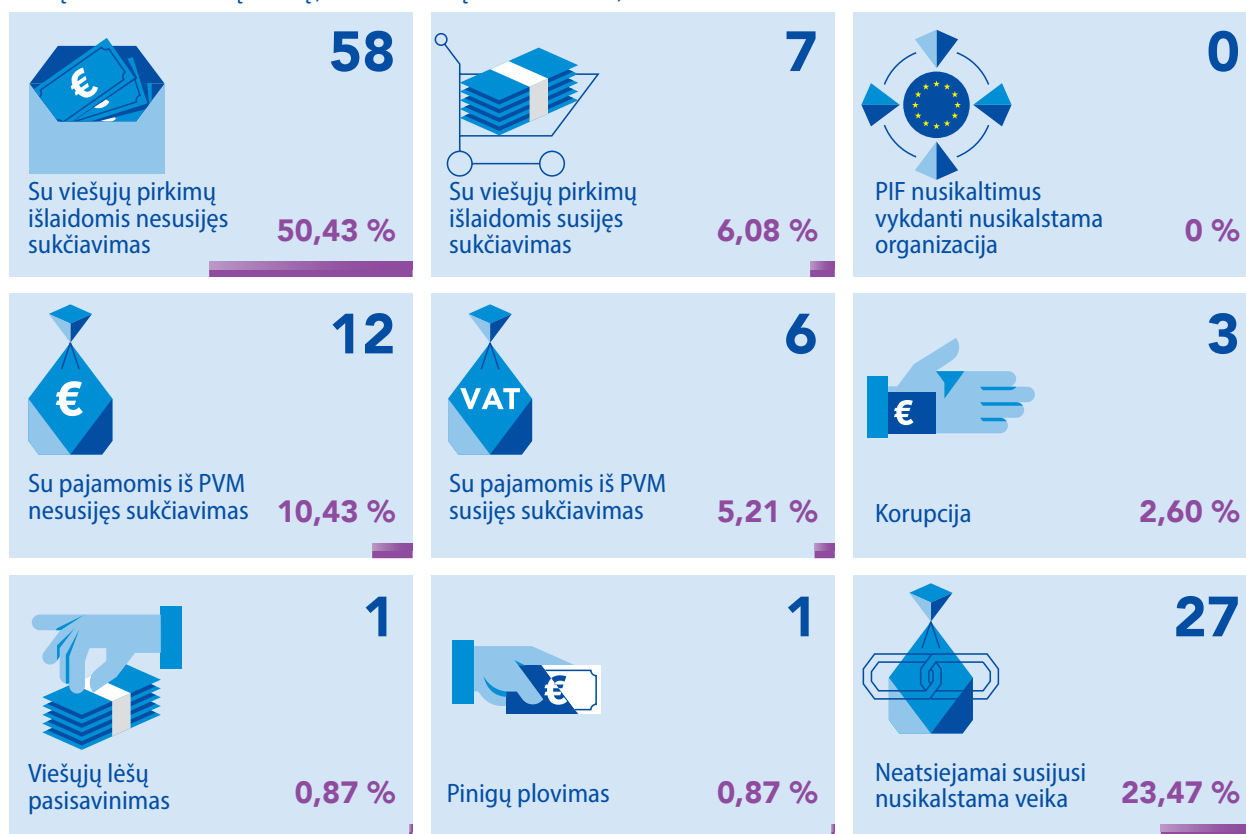 58
€
Su viešųjų pirkimų
išlaidomis nesusijęs
sukčiavimas
50,43 %
7
Su viešųjų pirkimų
išlaidomis susijęs
sukčiavimas
6,08 %
0
PIF nusikaltimus
vykdanti nusikalstama
organizacija
0 %
12
€
Su pajamomis iš PVM
nesusijęs sukčiavimas
10,43 %
6
VAT
Su pajamomis iš PVM
susijęs sukčiavimas
5,21 %
3
€
Korupcija
2,60 %
1
Viešųjų lėšų
pasisavinimas
0,87 %
1
€
Pinigų plovimas
0,87 %
27
Neatsiejamai susijusi
nusikalstama veika
23,47 %